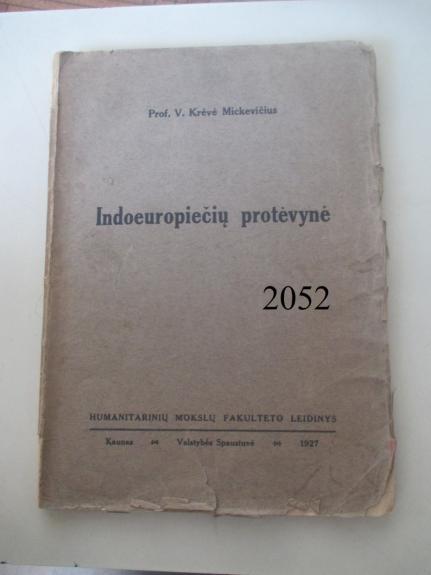 Prof. V. Krėvė Mickevičius
Indoeuropiečių protėvynė
2052
HUMANITARINIŲ MOKSLŲ FAKULTETO LEIDINYS
Kaunas Valstybės Spaustuvė 1927